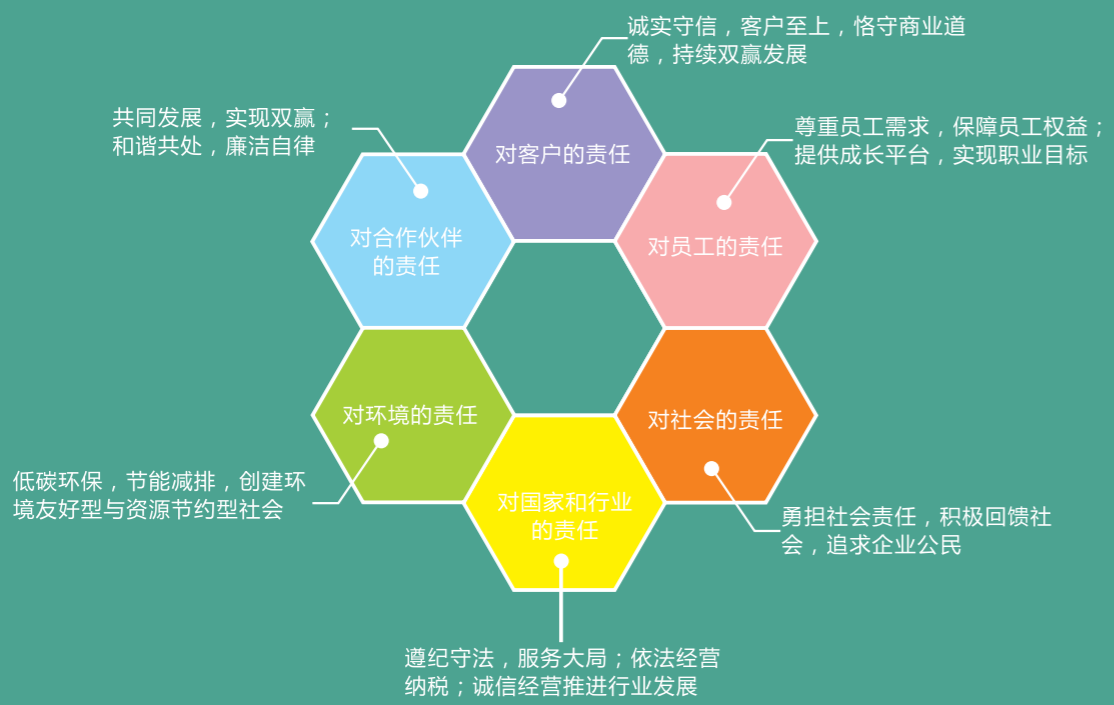 诚实守信，客户至上，恪守商业道
德，持续双赢发展
对客户的责任
尊重员工需求，保障员工权益；
提供成长平台，实现职业目标
对员工的责任
对社会的责任
勇担社会责任，积极回馈社
会，追求企业公民
对国家和行业
的责任
遵纪守法，服务大局；依法经营
纳税；诚信经营推进行业发展
对环境的责任
低碳环保，节能减排，创建环
境友好型与资源节约型社会
共同发展，实现双赢；
和谐共处，廉洁自律
对合作伙伴
的责任